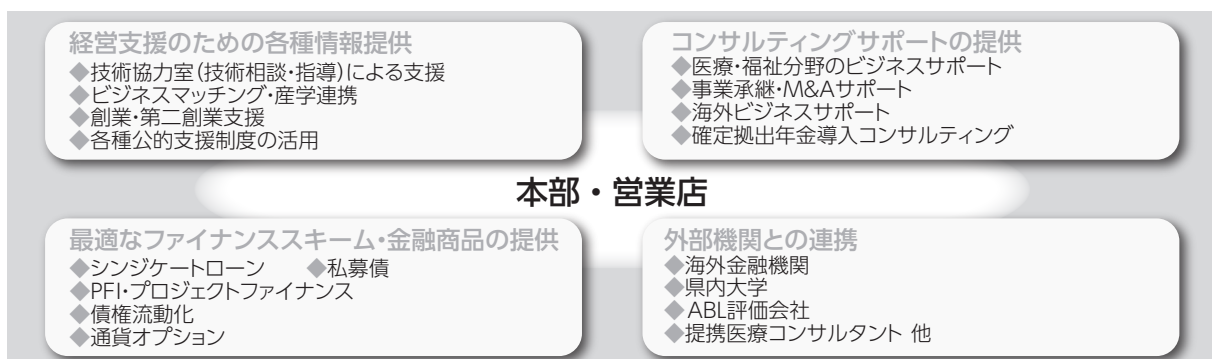 経営支援のための各種情報提供
◆技術協力室(技術相談・指導)による支援
◆ビジネスマッチング・産学連携
◆創業・第二創業支援
◆各種公的支援制度の活用
コンサルティングサポートの提供
◆医療・福祉分野のビジネスサポート
◆事業承継・M&Aサポート
◆海外ビジネスサポート
◆確定拠出年金導入コンサルティング
本部・営業店
最適なファイナンススキーム・金融商品の提供
◆シンジケートローン ◆私募債
◆PFI・プロジェクトファイナンス
◆債権流動化
◆通貨オプション
外部機関との連携
◆海外金融機関
◆県内大学
◆ABL評価会社
◆提携医療コンサルタント 他